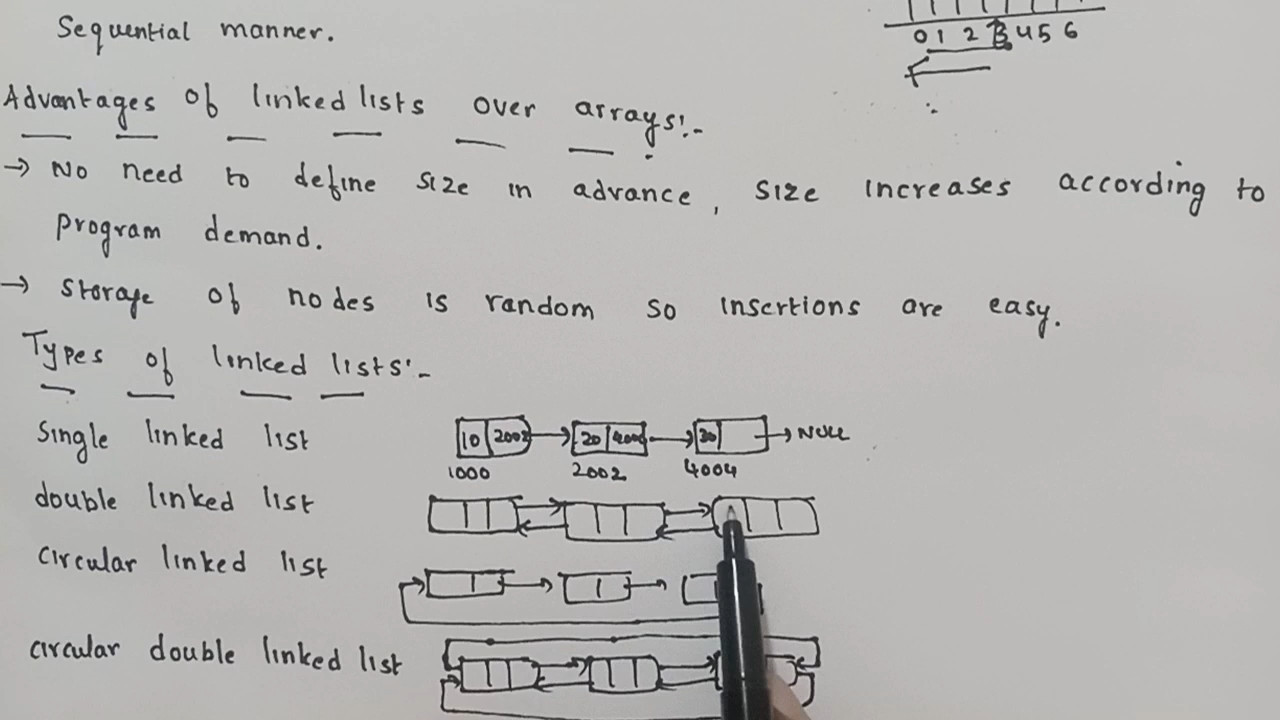 Sequential manner.
0 1 2 3 4 5 6
Advantages of linked lists over arrays:-
→ No need to define size in advance, size increases according to
program demand.
→ storage of nodes is random so insertions are easy.
Types of linked lists:-
Single linked list
10 2002 → 20 4004 → 30 → NULL
1000 2002 4004
double linked list
circular linked list
circular double linked list